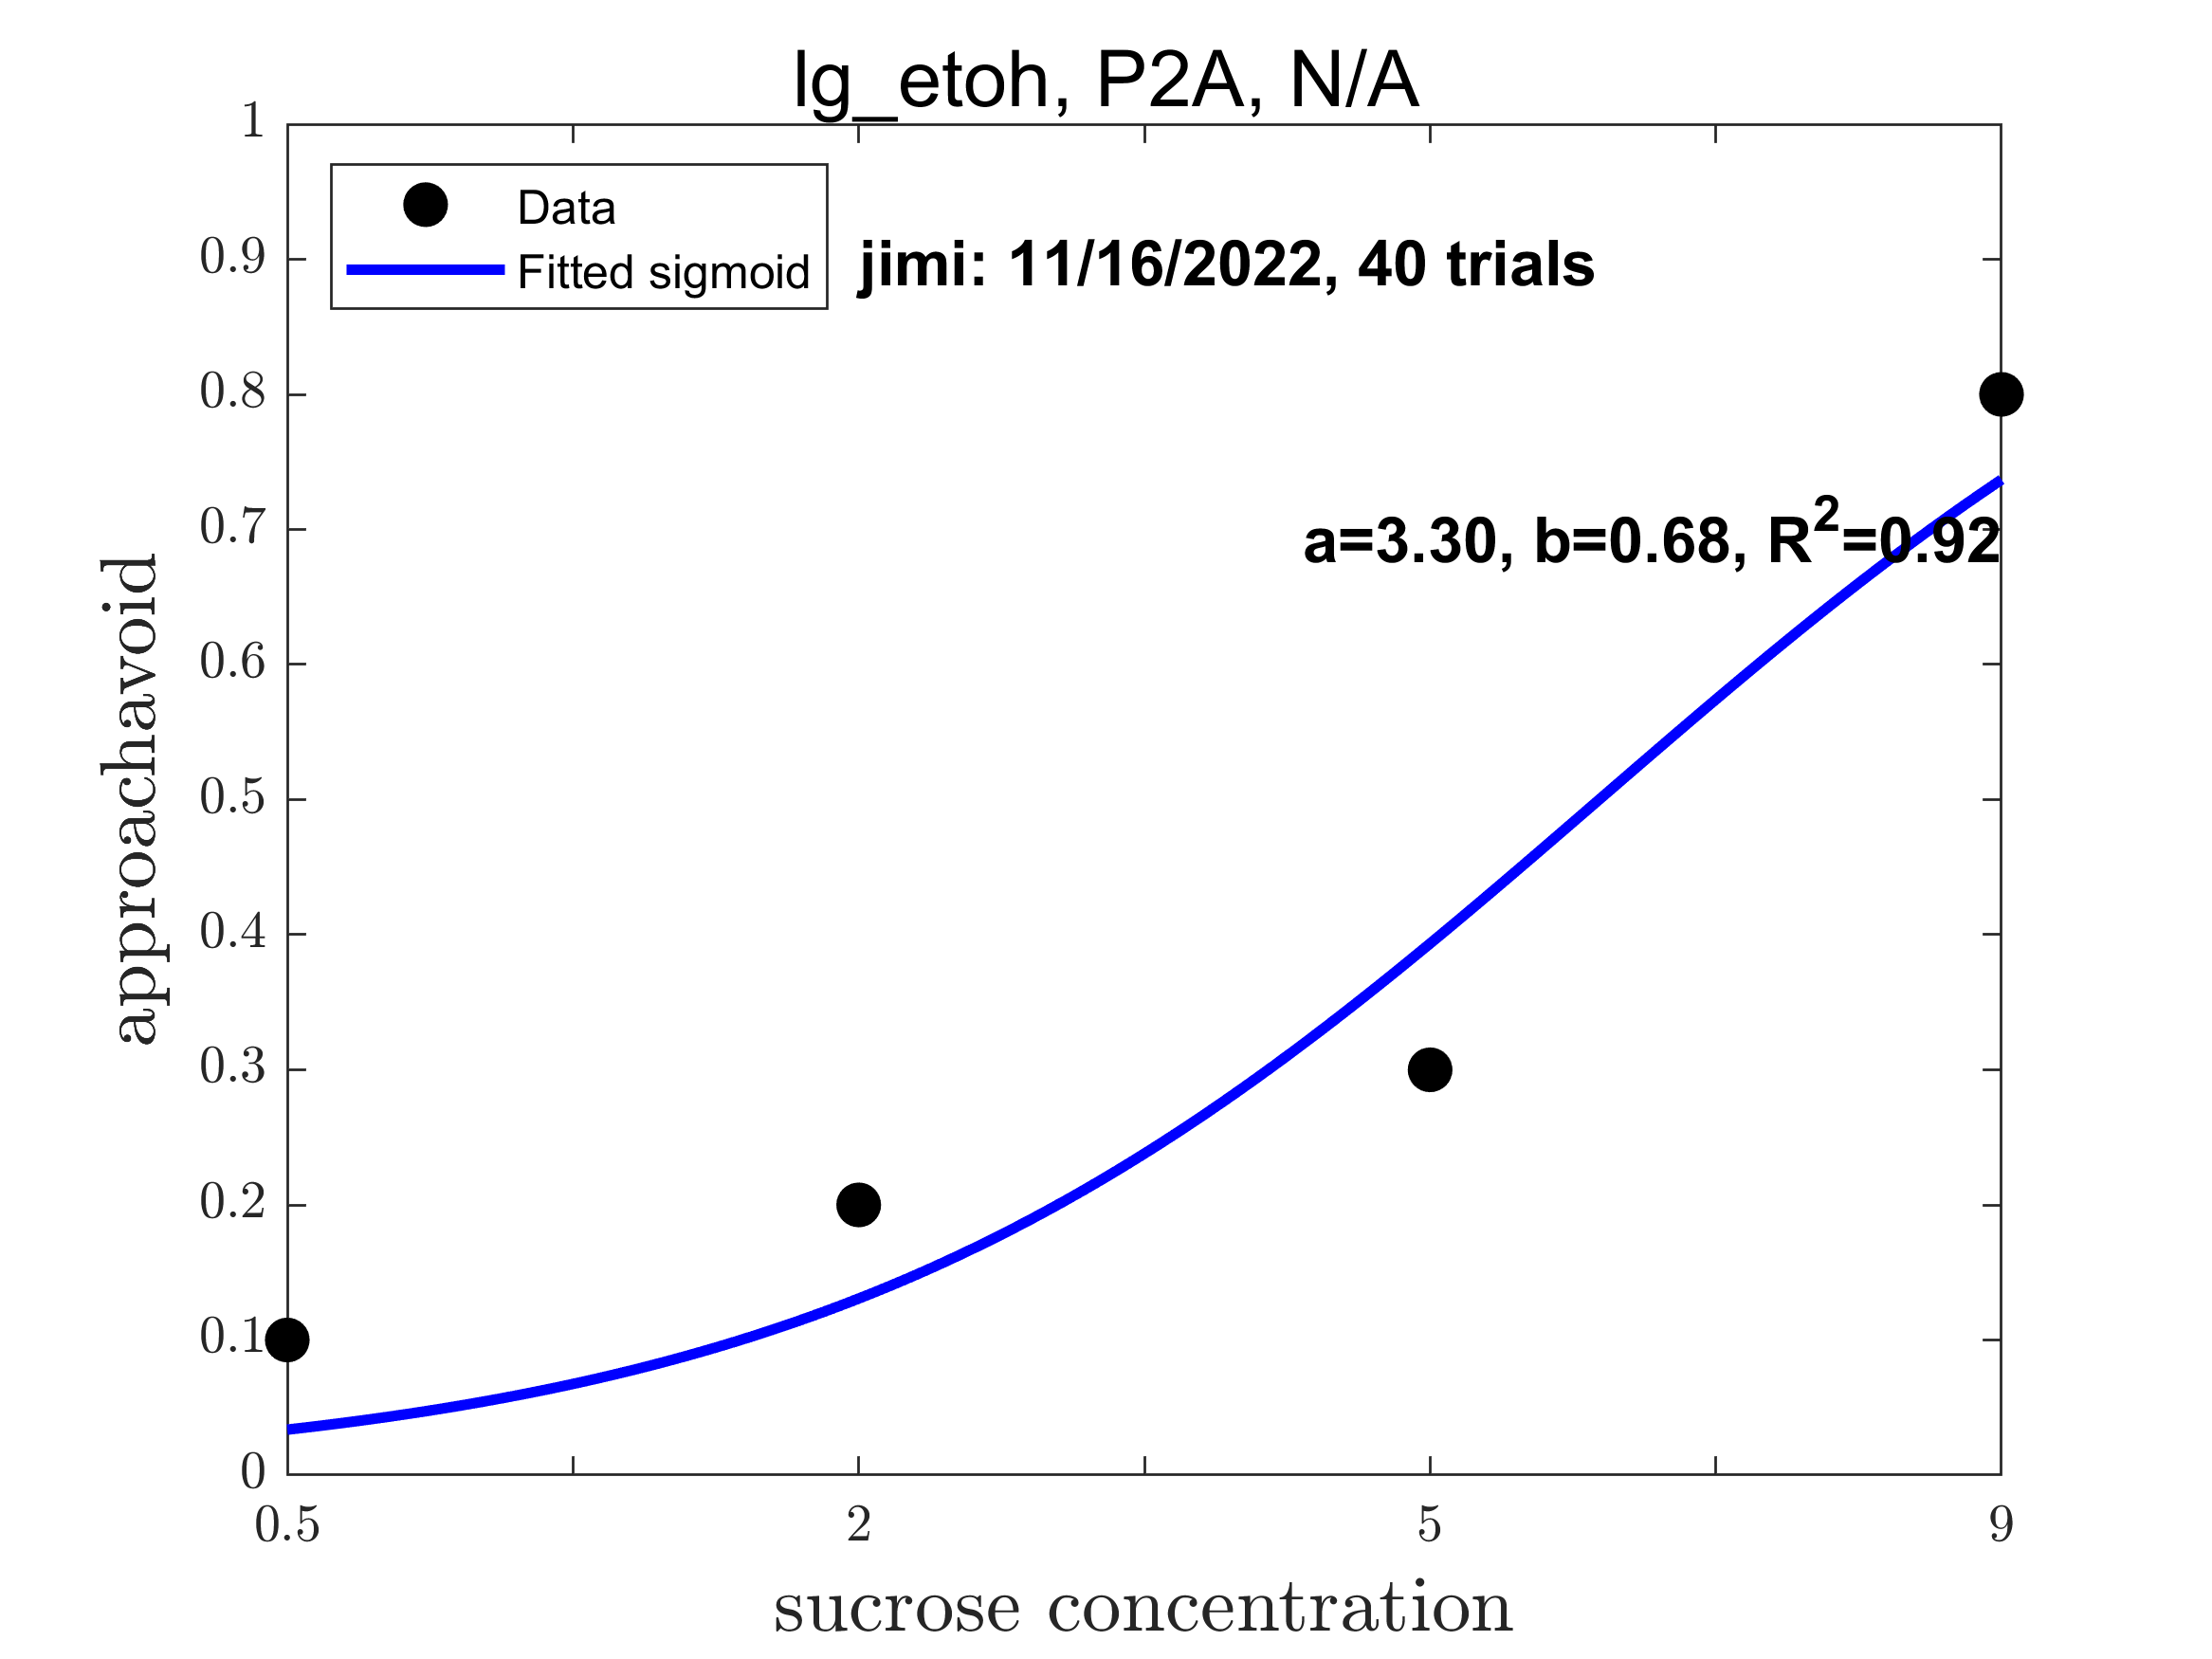 lg_etoh, P2A, N/A
1
Data
Fitted sigmoid
jimi: 11/16/2022, 40 trials
0.9
0.8
0.7
a=3.30, b=0.68, R²=0.92
0.6
0.5
0.4
0.3
0.2
0.1
0
approachavoid
0.5 2 5 9
sucrose concentration